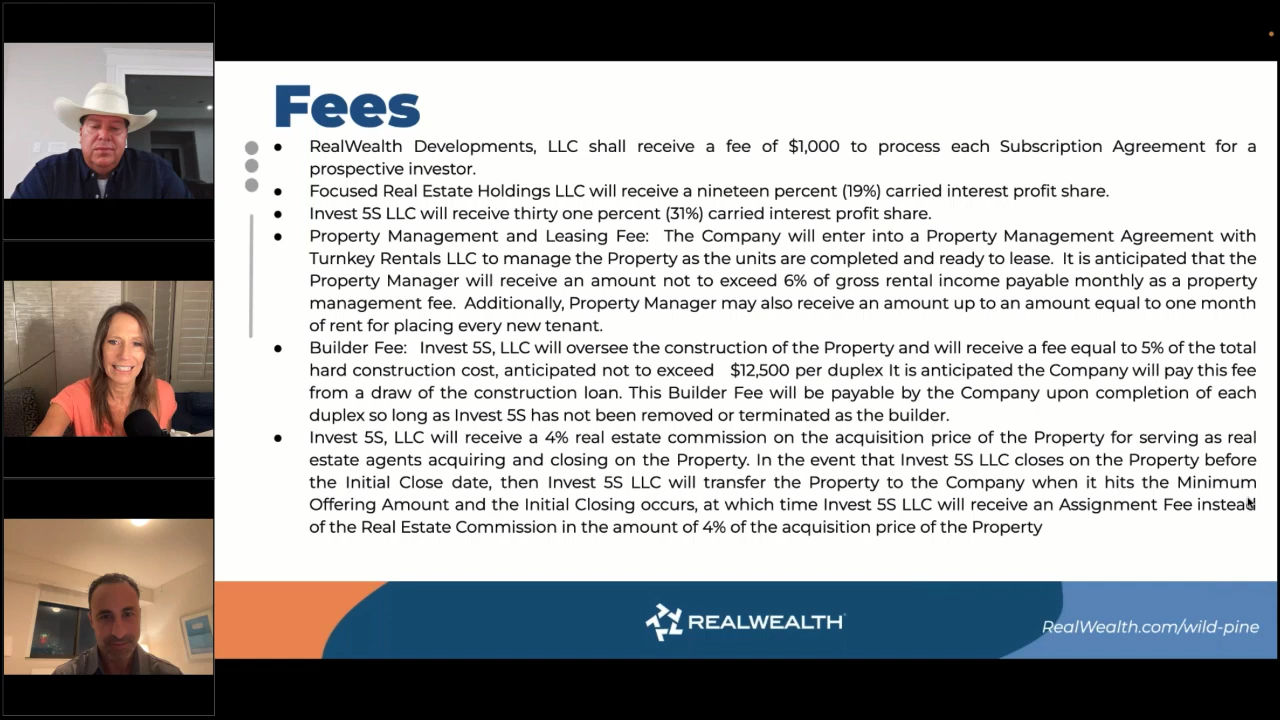 Fees
● RealWealth Developments, LLC shall receive a fee of $1,000 to process each Subscription Agreement for a
prospective investor.
● Focused Real Estate Holdings LLC will receive a nineteen percent (19%) carried interest profit share.
● Invest 5S LLC will receive thirty one percent (31%) carried interest profit share.
● Property Management and Leasing Fee: The Company will enter into a Property Management Agreement with
Turnkey Rentals LLC to manage the Property as the units are completed and ready to lease. It is anticipated that the
Property Manager will receive an amount not to exceed 6% of gross rental income payable monthly as a property
management fee. Additionally, Property Manager may also receive an amount up to an amount equal to one month
of rent for placing every new tenant.
● Builder Fee: Invest 5S, LLC will oversee the construction of the Property and will receive a fee equal to 5% of the total
hard construction cost, anticipated not to exceed $12,500 per duplex It is anticipated the Company will pay this fee
from a draw of the construction loan. This Builder Fee will be payable by the Company upon completion of each
duplex so long as Invest 5S has not been removed or terminated as the builder.
● Invest 5S, LLC will receive a 4% real estate commission on the acquisition price of the Property for serving as real
estate agents acquiring and closing on the Property. In the event that Invest 5S LLC closes on the Property before
the Initial Close date, then Invest 5S LLC will transfer the Property to the Company when it hits the Minimum
Offering Amount and the Initial Closing occurs, at which time Invest 5S LLC will receive an Assignment Fee instead
of the Real Estate Commission in the amount of 4% of the acquisition price of the Property
REALWEALTH
RealWealth.com/wild-pine